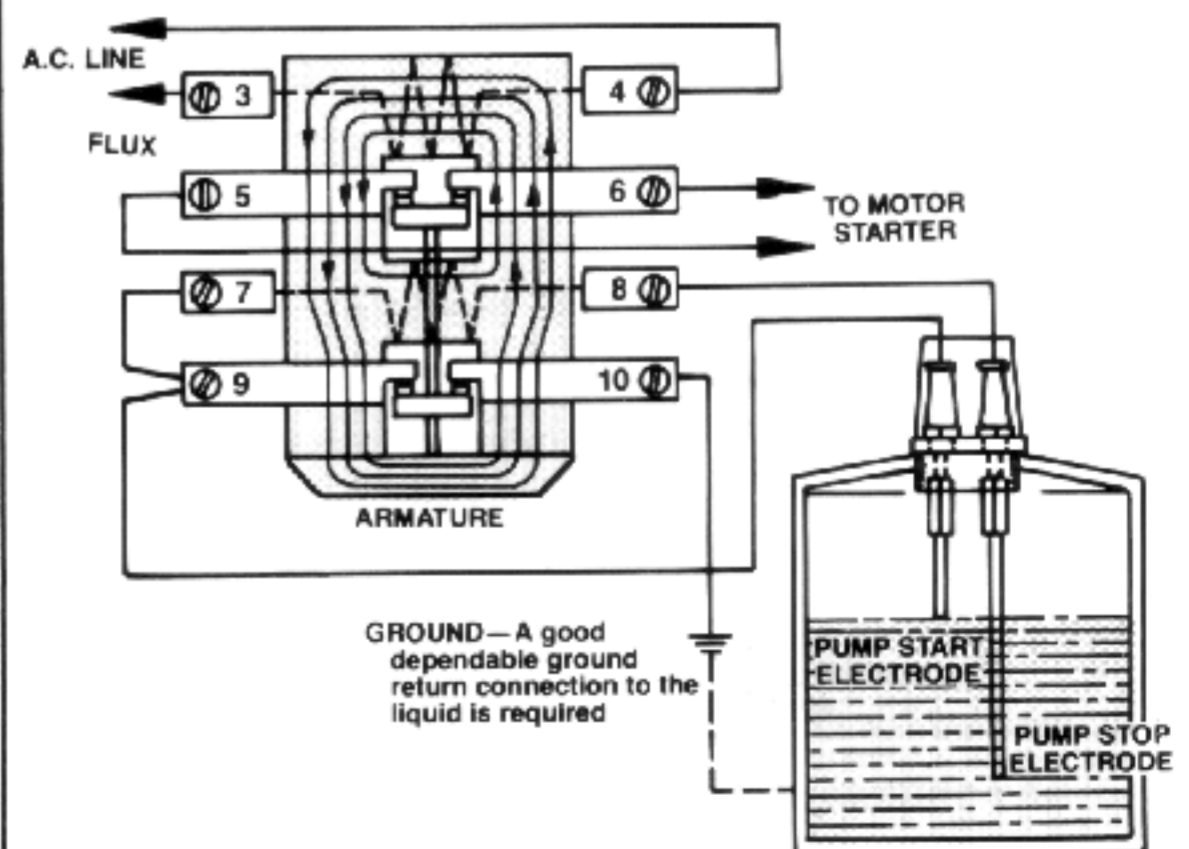 A.C. LINE
3
4
FLUX
5
6
TO MOTOR
STARTER
7
8
9
10
ARMATURE
GROUND—A good
dependable ground
return connection to the
liquid is required
PUMP START
ELECTRODE
PUMP STOP
ELECTRODE